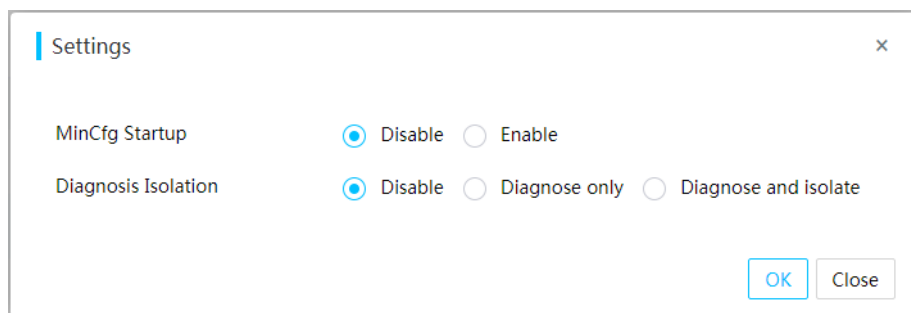 Settings ×
MinCfg Startup Disable Enable
Diagnosis Isolation Disable Diagnose only Diagnose and isolate
OK Close